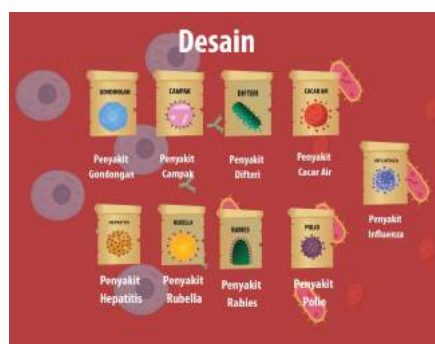 Desain
GONDONGAN
CAMPAK
DIFTERI
CACAR AIR
Penyakit
Gondongan
Penyakit
Campak
Penyakit
Difteri
Penyakit
Cacar Air
INFLUENZA
Penyakit
Influenza
HEPATITIS
RUBELLA
RABIES
POLIO
Penyakit
Hepatitis
Penyakit
Rubella
Penyakit
Rabies
Penyakit
Polio